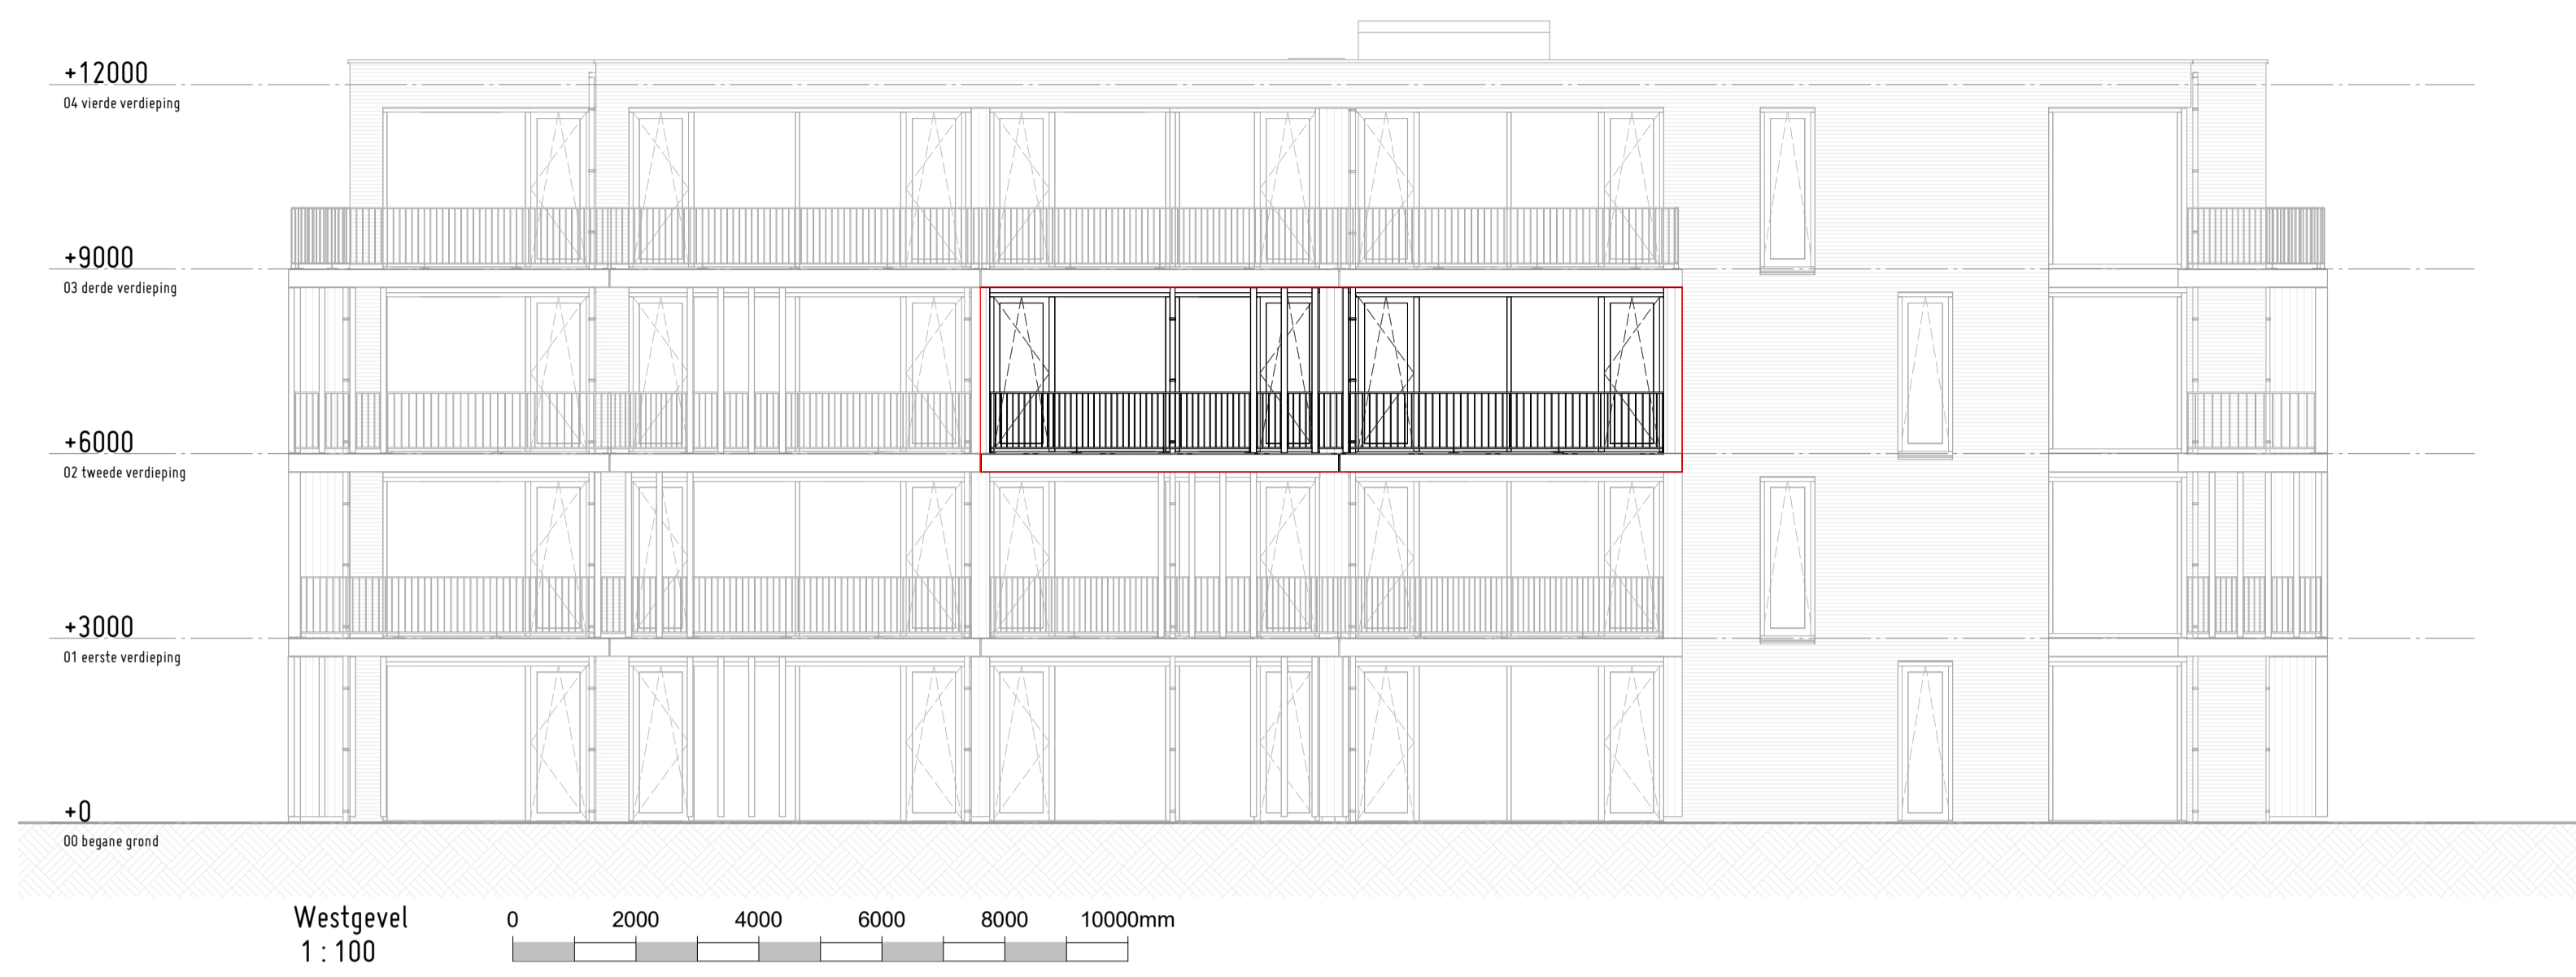 +12000
04 vierde verdieping
+9000
03 derde verdieping
+6000
02 tweede verdieping
+3000
01 eerste verdieping
+0
00 begane grond
Westgevel
1 : 100
0 2000 4000 6000 8000 10000mm